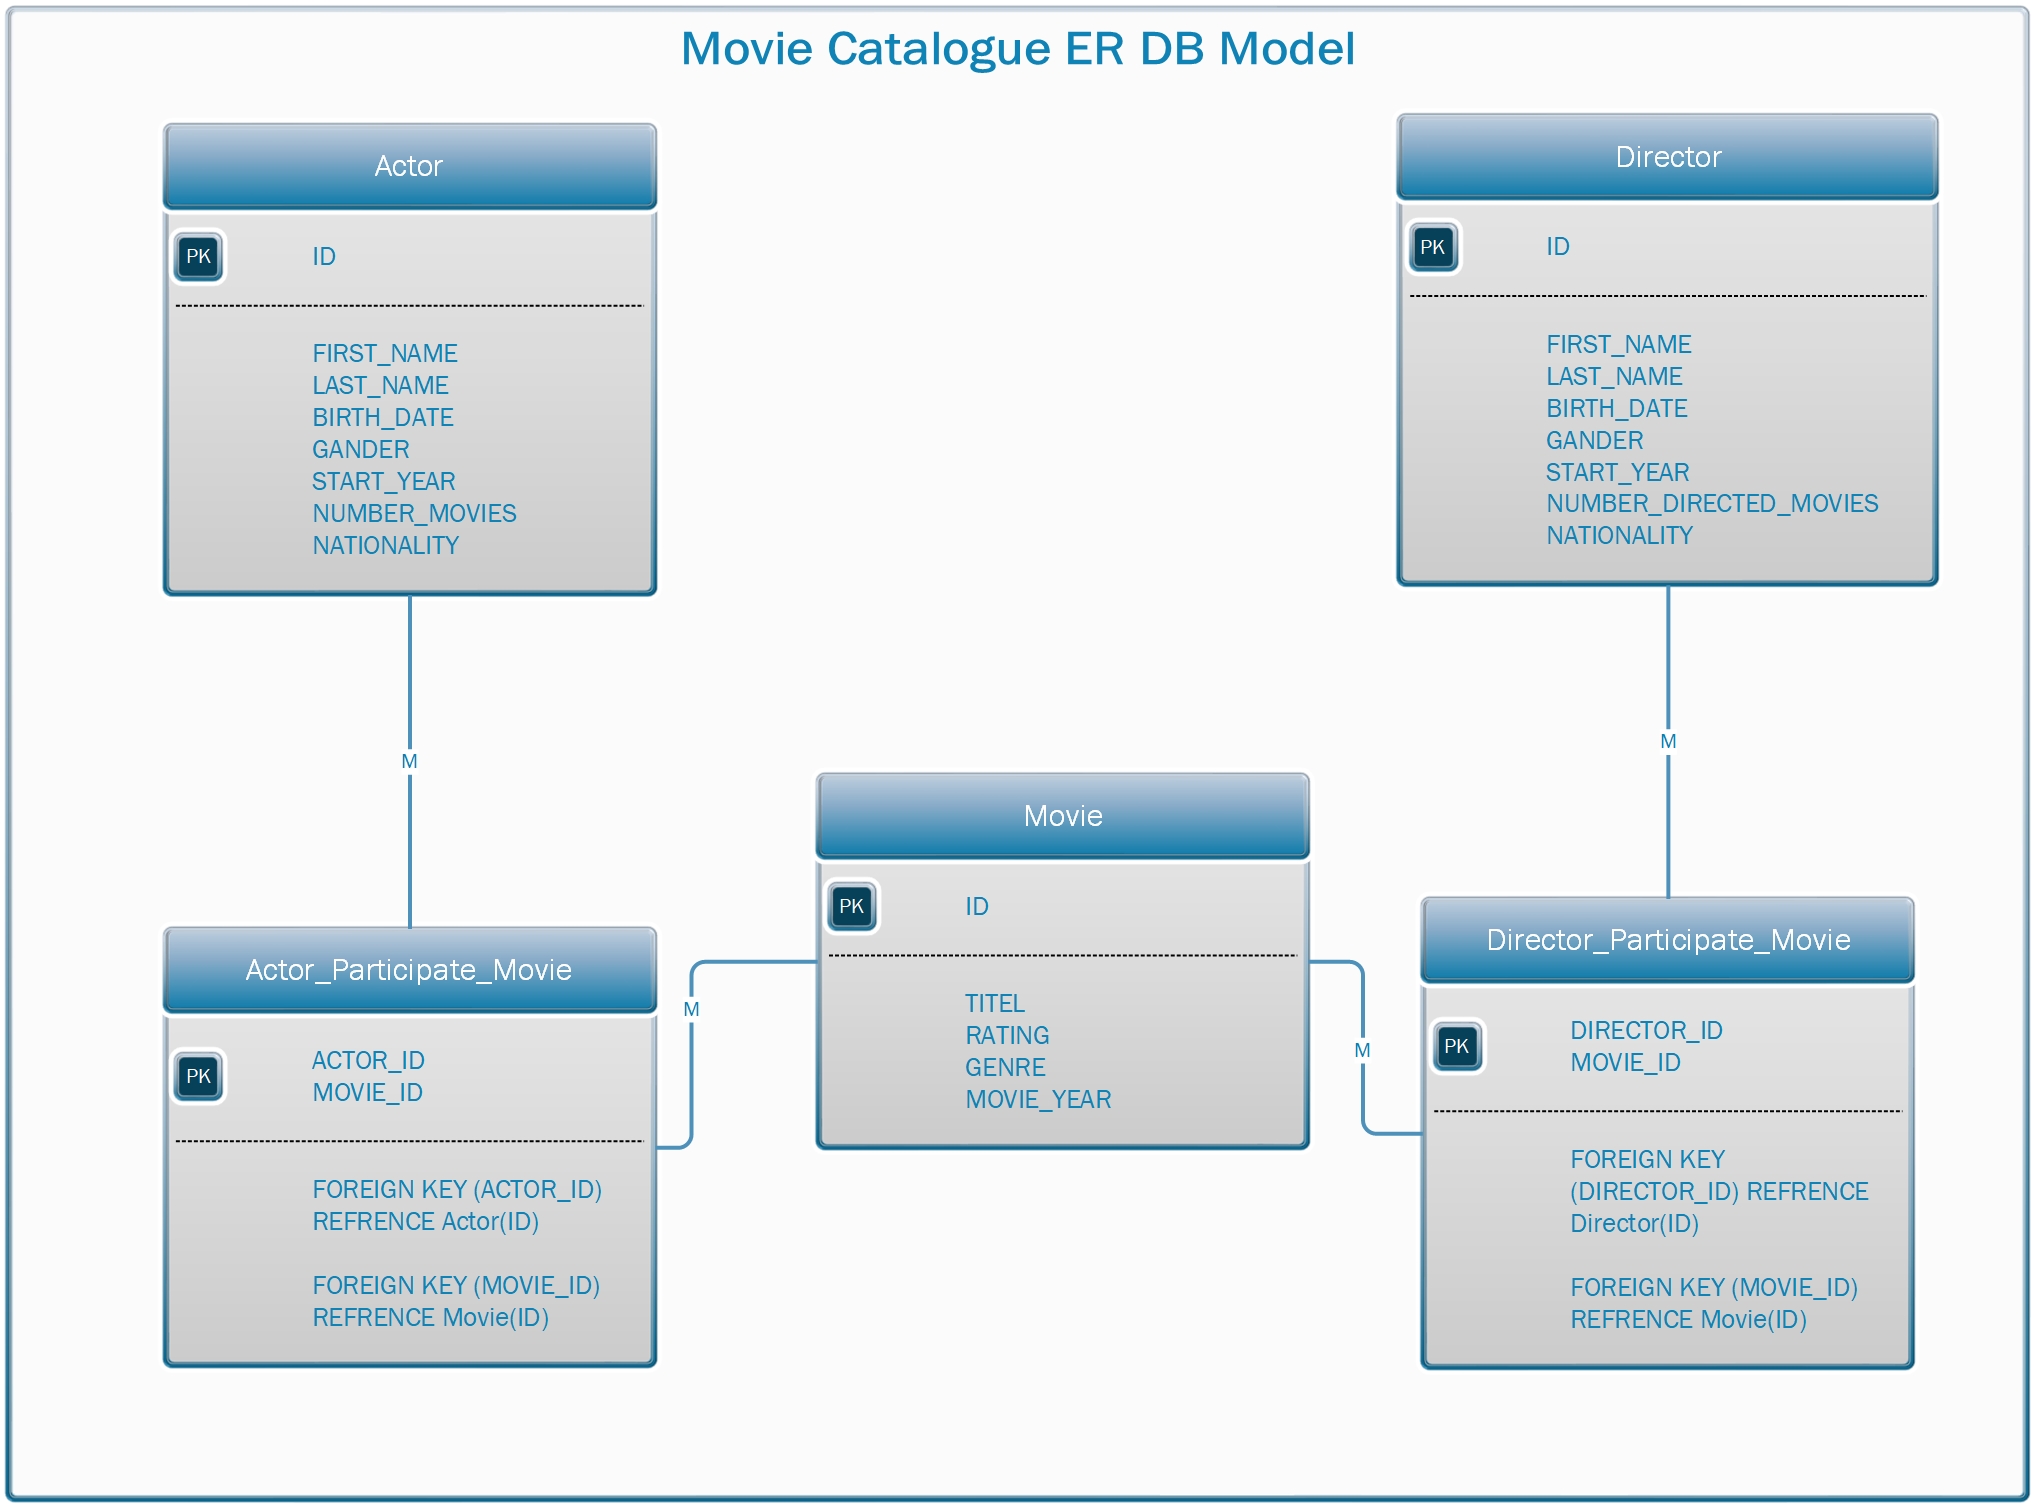 Movie Catalogue ER DB Model
Actor
PK
ID
FIRST_NAME
LAST_NAME
BIRTH_DATE
GANDER
START_YEAR
NUMBER_MOVIES
NATIONALITY
Director
PK
ID
FIRST_NAME
LAST_NAME
BIRTH_DATE
GANDER
START_YEAR
NUMBER_DIRECTED_MOVIES
NATIONALITY
M
M
Movie
PK
ID
TITEL
RATING
GENRE
MOVIE_YEAR
M
M
Actor_Participate_Movie
PK
ACTOR_ID
MOVIE_ID
FOREIGN KEY (ACTOR_ID)
REFRENCE Actor(ID)
FOREIGN KEY (MOVIE_ID)
REFRENCE Movie(ID)
Director_Participate_Movie
PK
DIRECTOR_ID
MOVIE_ID
FOREIGN KEY
(DIRECTOR_ID) REFRENCE
Director(ID)
FOREIGN KEY (MOVIE_ID)
REFRENCE Movie(ID)